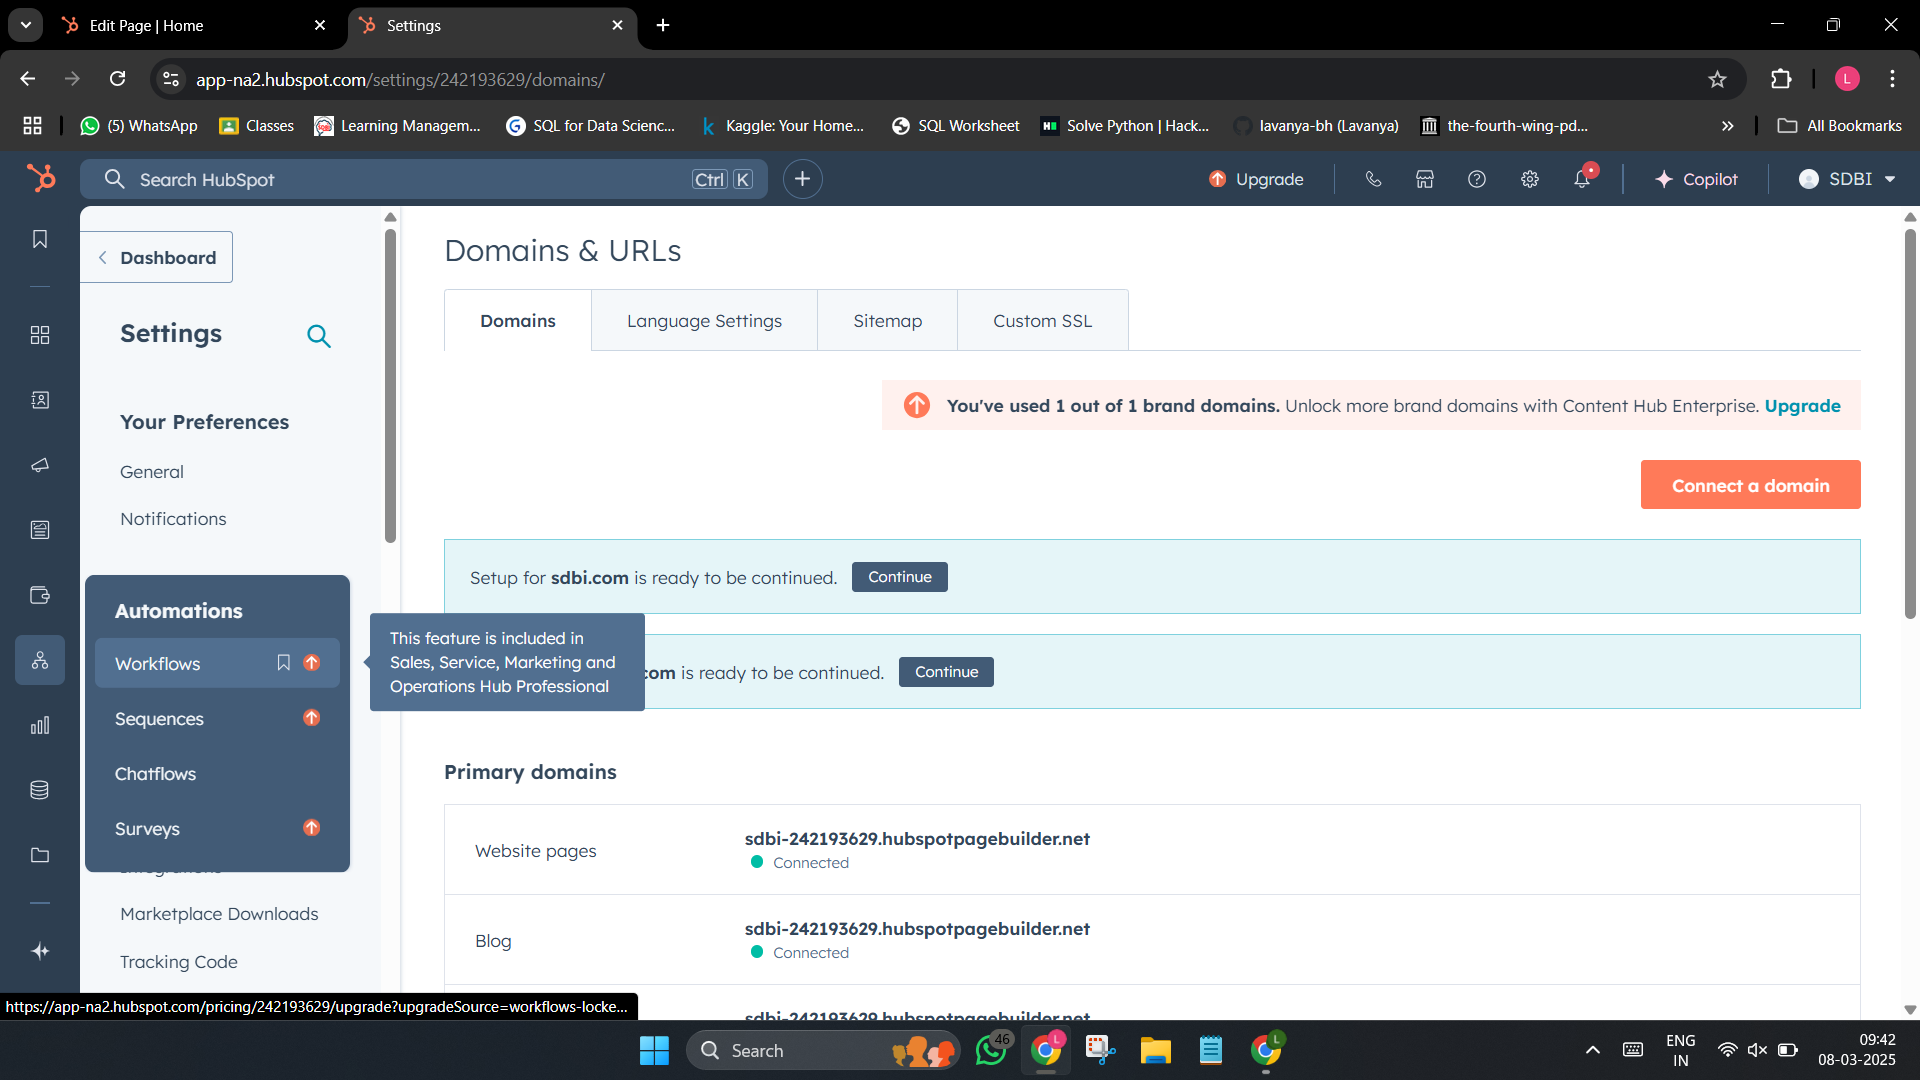 Edit Page | Home
Settings
app-na2.hubspot.com/settings/242193629/domains/
L
(5) WhatsApp
Classes
Learning Managem...
SQL for Data Scienc...
Kaggle: Your Home...
SQL Worksheet
Solve Python | Hack...
lavanya-bh (Lavanya)
the-fourth-wing-pd...
All Bookmarks
Search HubSpot
Ctrl K
Upgrade
Copilot
SDBI
Dashboard
Settings
Your Preferences
General
Notifications
Automations
Workflows
Sequences
Chatflows
Surveys
This feature is included in
Sales, Service, Marketing and
Operations Hub Professional
Marketplace Downloads
Tracking Code
Domains & URLs
Domains
Language Settings
Sitemap
Custom SSL
You've used 1 out of 1 brand domains. Unlock more brand domains with Content Hub Enterprise. Upgrade
Connect a domain
Setup for sdbi.com is ready to be continued. Continue
com is ready to be continued. Continue
Primary domains
Website pages
sdbi-242193629.hubspotpagebuilder.net
Connected
Blog
sdbi-242193629.hubspotpagebuilder.net
Connected
sdbi-242193629.hubspotpagebuilder.net
https://app-na2.hubspot.com/pricing/242193629/upgrade?upgradeSource=workflows-locke...
Search
46
L
L
ENG
IN
09:42
08-03-2025